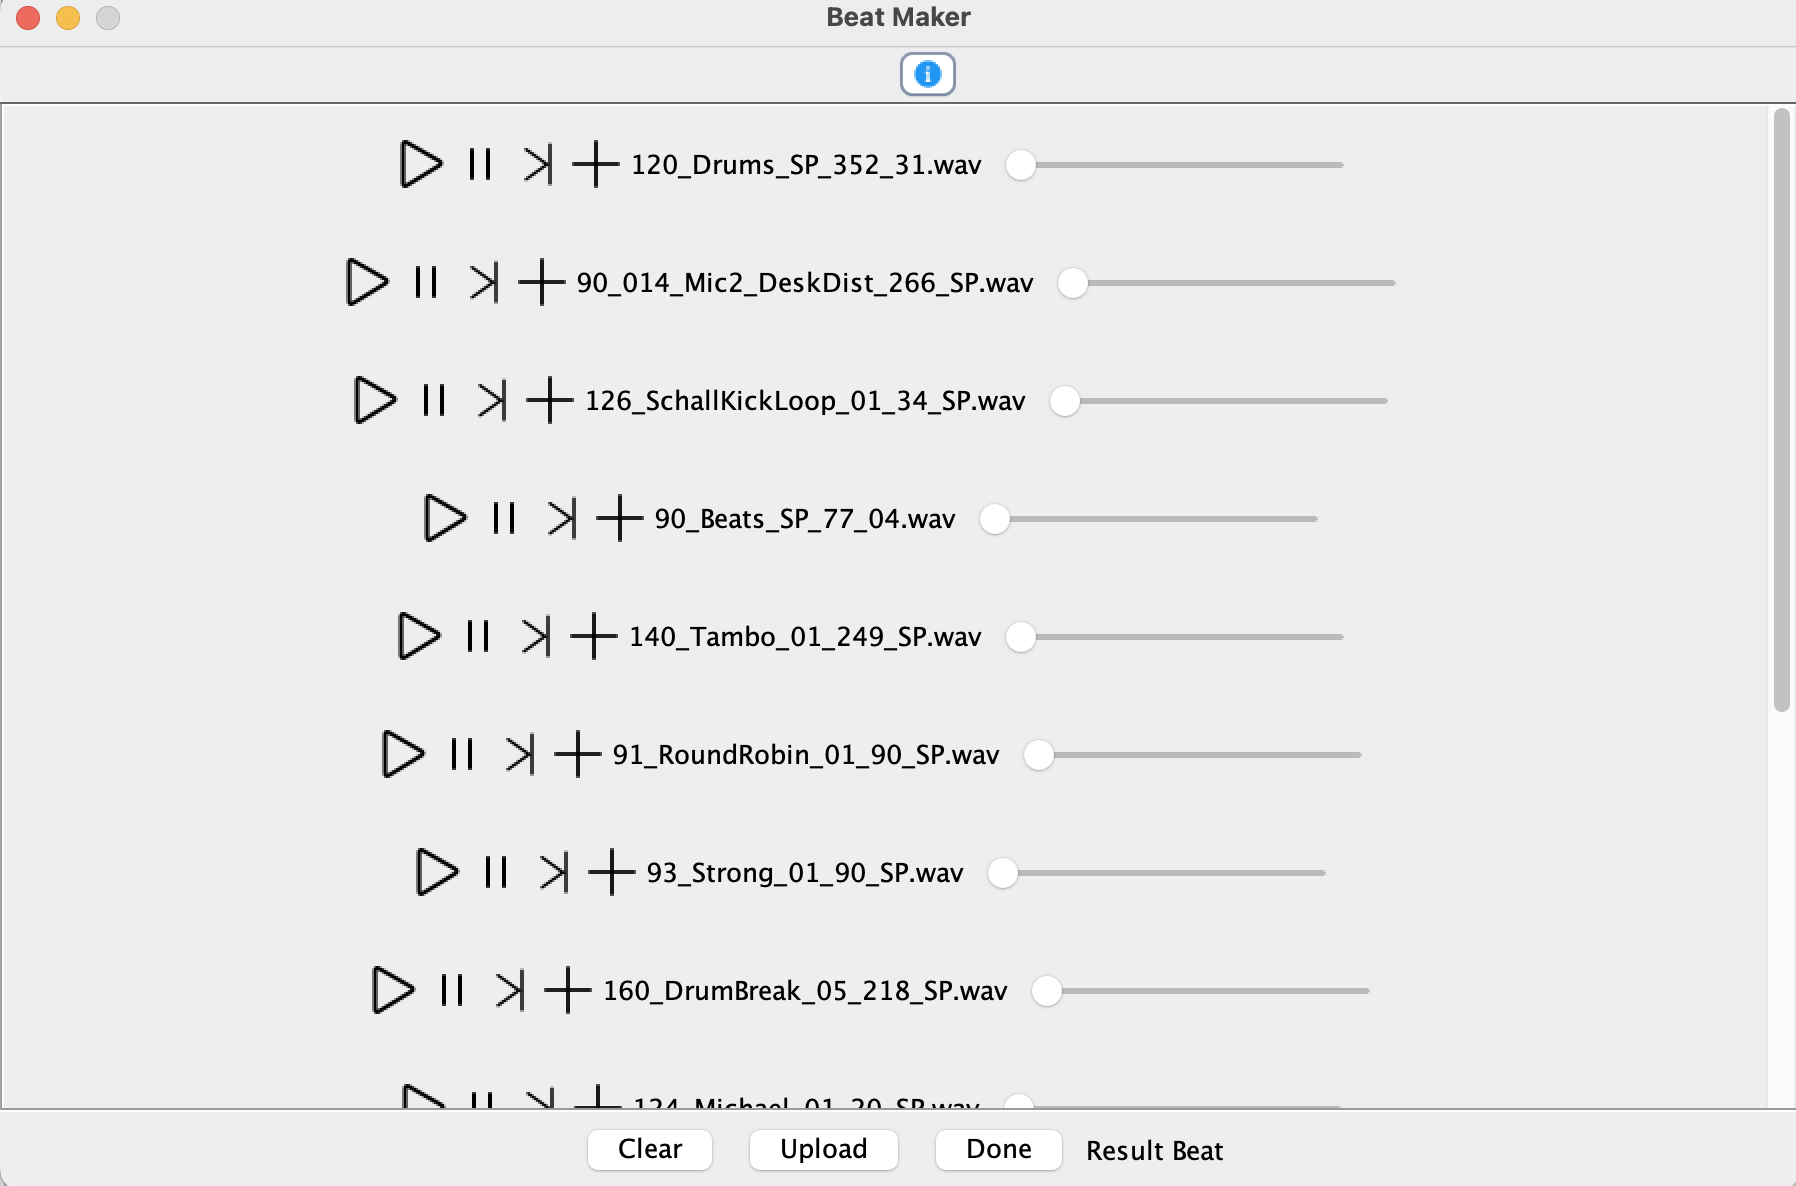 Beat Maker
120_Drums_SP_352_31.wav
90_014_Mic2_DeskDist_266_SP.wav
126_SchallKickLoop_01_34_SP.wav
90_Beats_SP_77_04.wav
140_Tambo_01_249_SP.wav
91_RoundRobin_01_90_SP.wav
93_Strong_01_90_SP.wav
160_DrumBreak_05_218_SP.wav
Clear Upload Done Result Beat